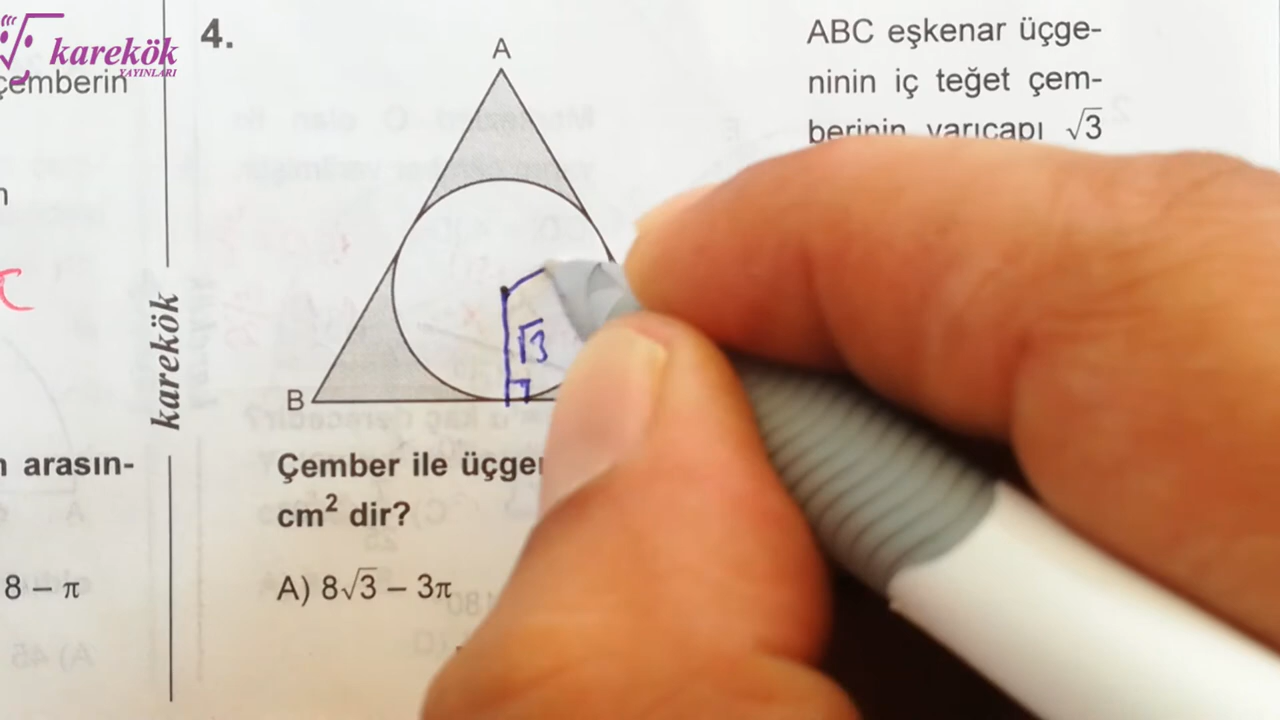 karekök
YAYINLARI
çemberin
arasın-
8 – π
karekök
4.
A
B
√3
ABC eşkenar üçge-
ninin iç teğet çem-
berinin yarıçapı √3
Çember ile
cm² dir?
A) 8√3 – 3π